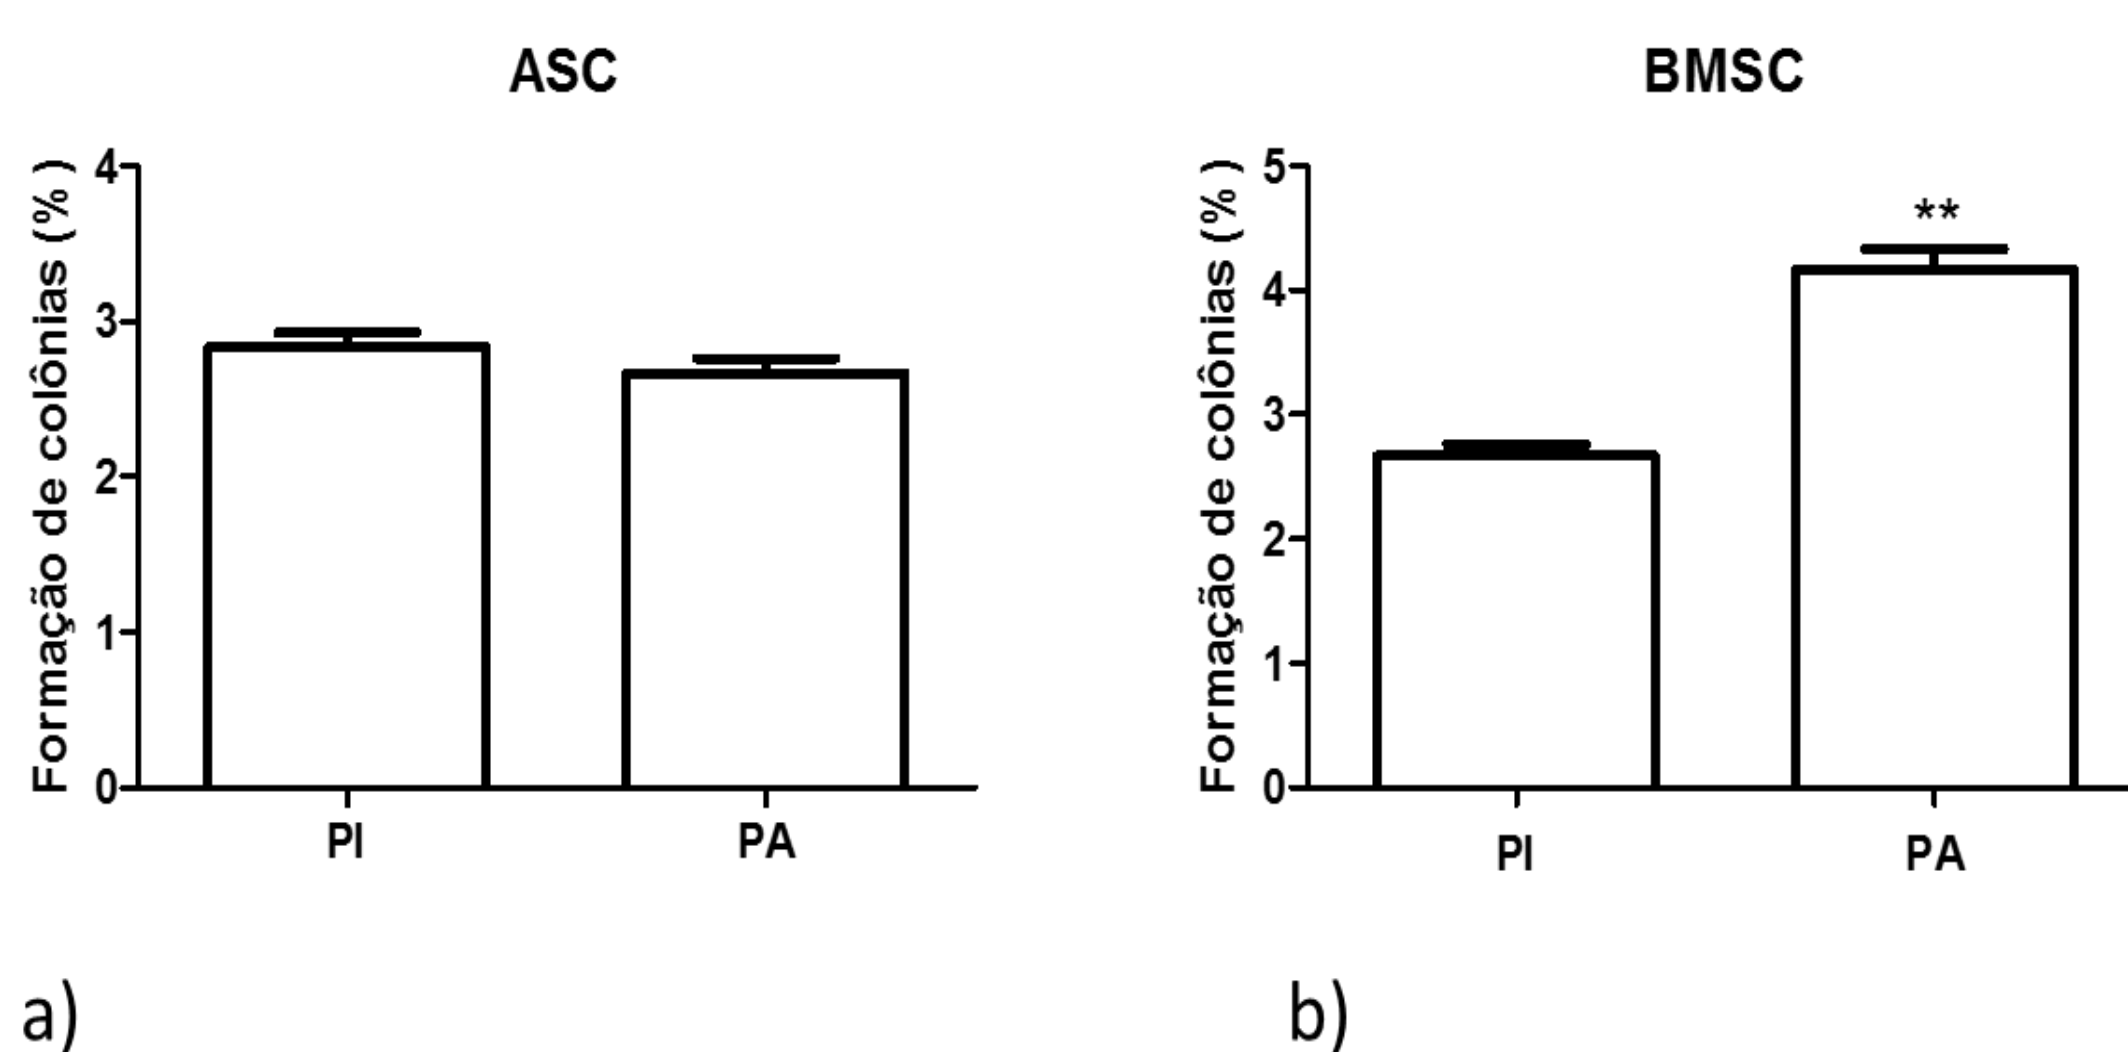 ASC
Formação de colônias (%)
4
3
2
1
0
PI
PA
a)
BMSC
Formação de colônias (%)
5
4
3
2
1
0
**
PI
PA
b)